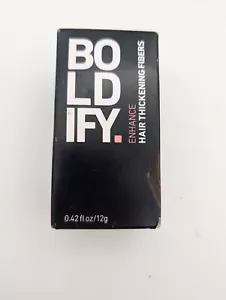 BO
LD
IFY.
ENHANCE
HAIR THICKENING FIBERS
0.42 fl oz/12g